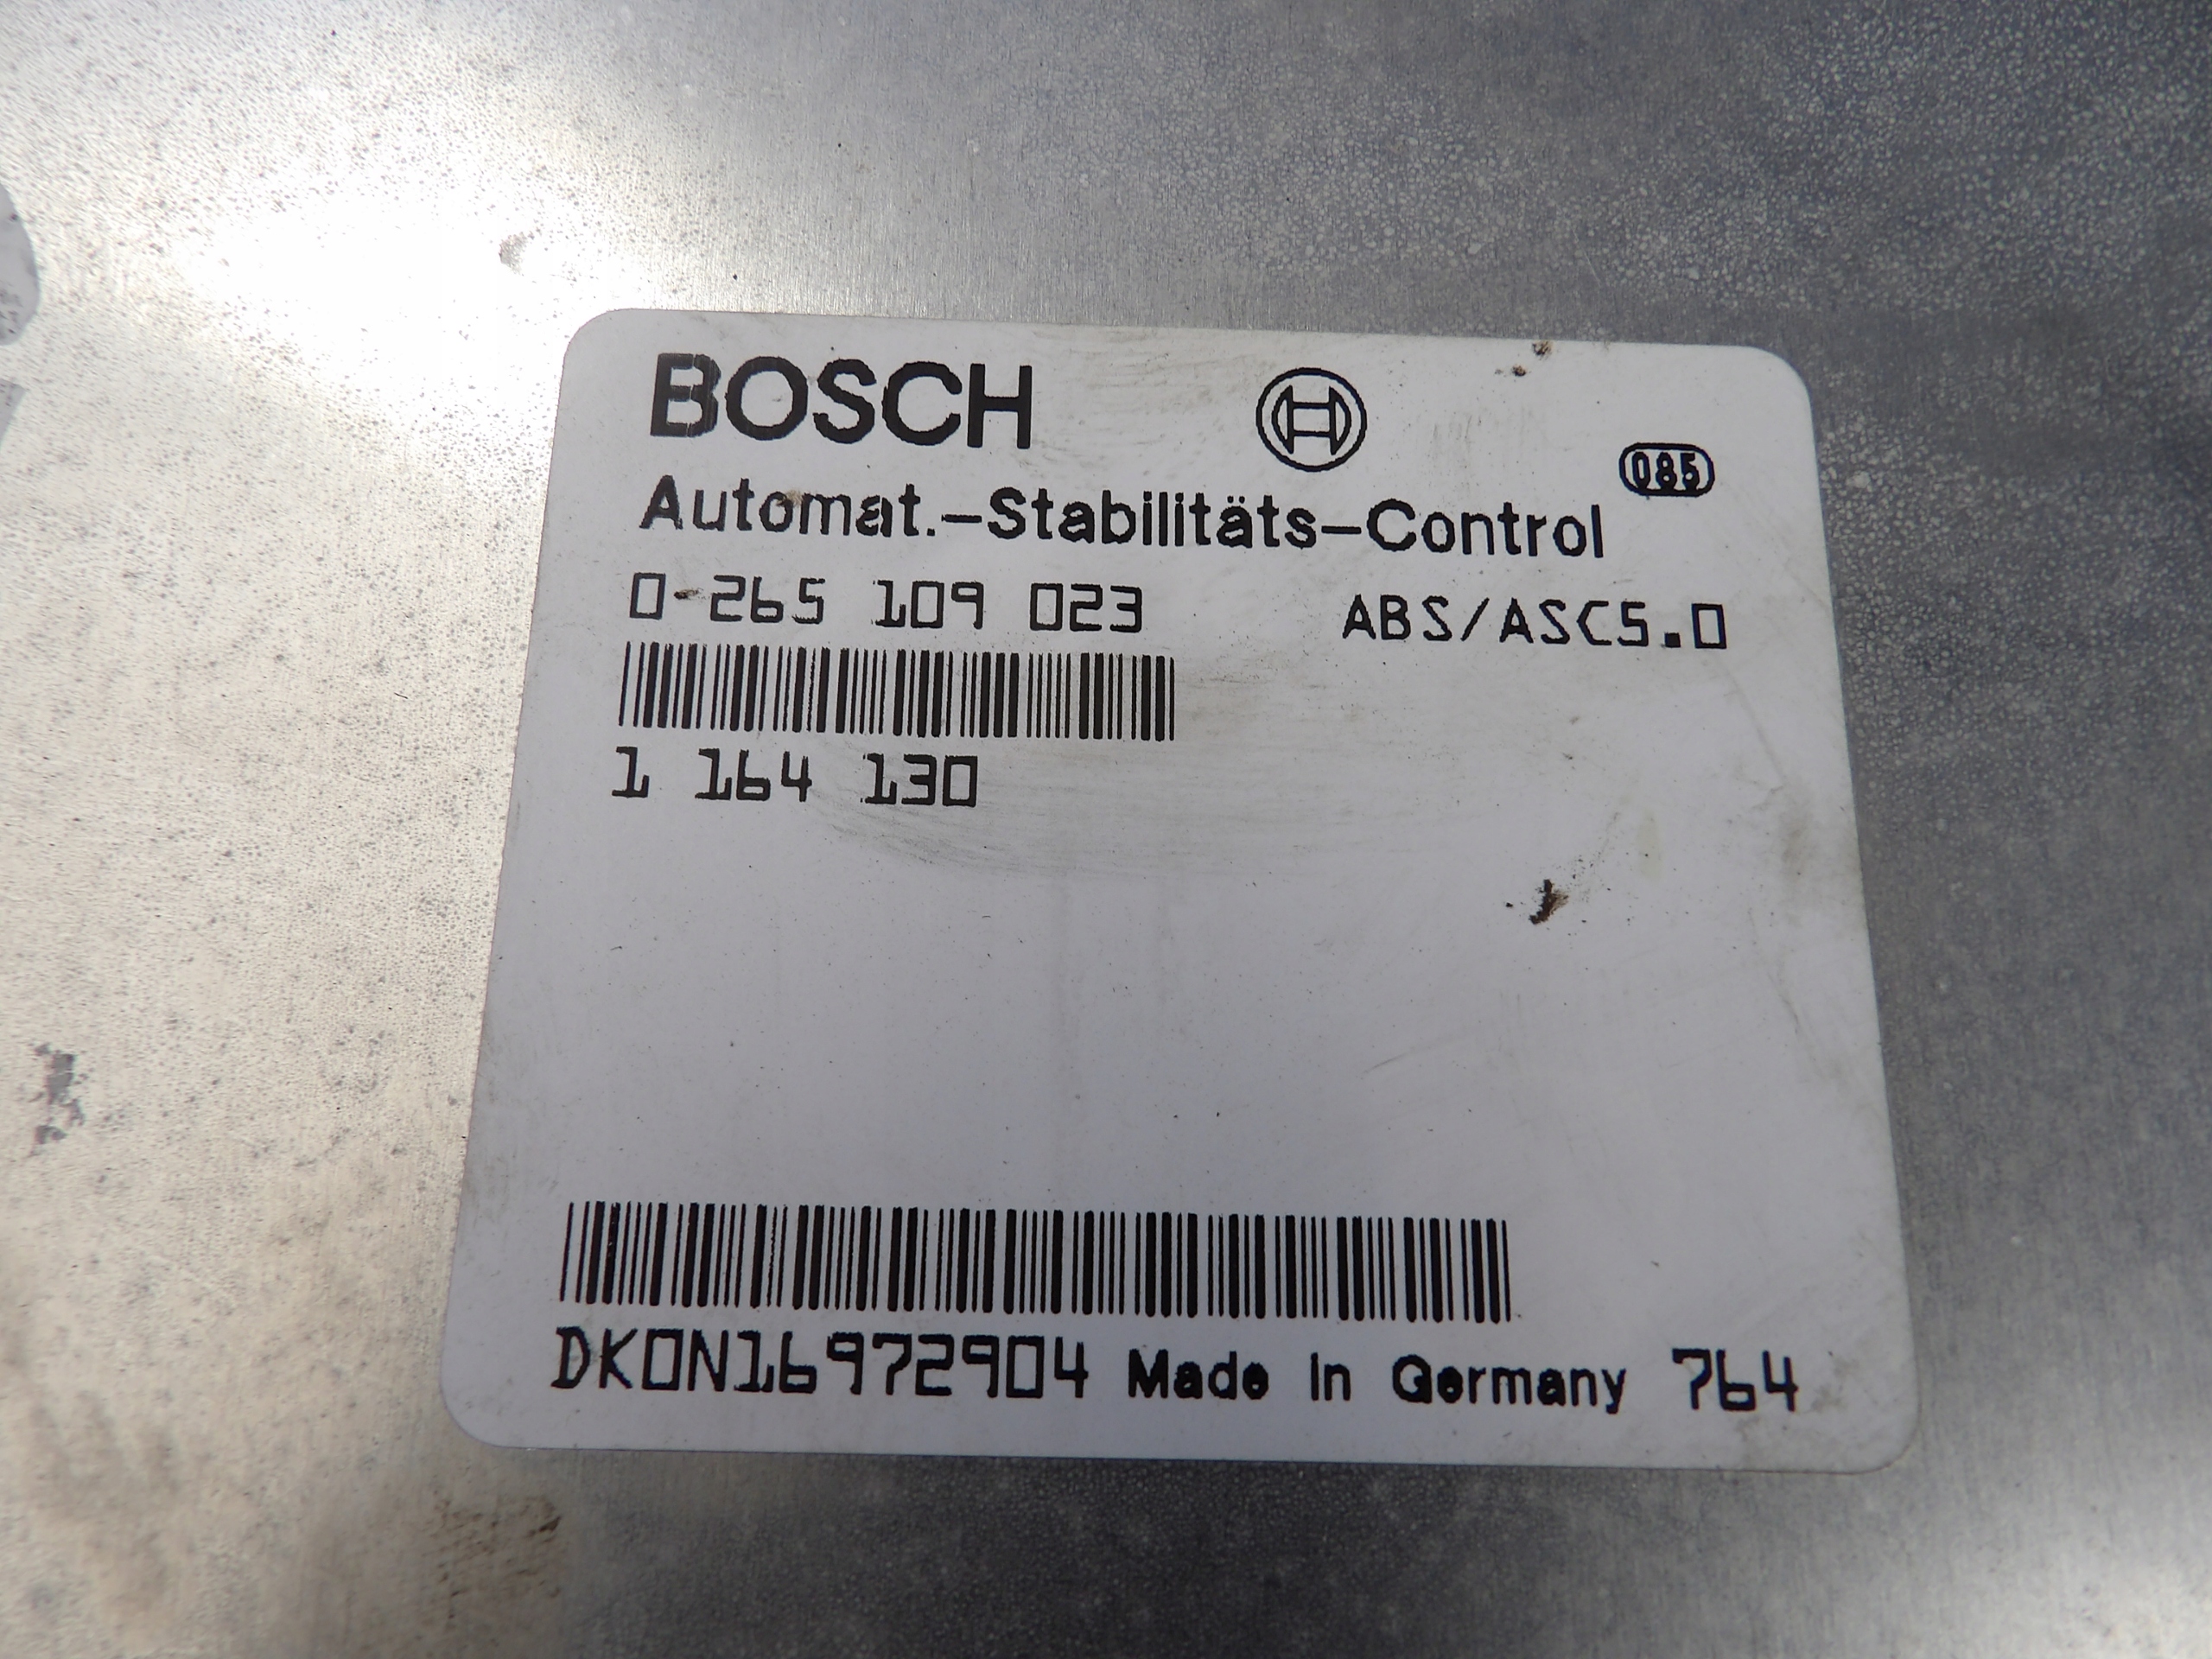 BOSCH
085
Automat.-Stabilitäts-Control
0-265 109 023 ABS/ASC5.0
1 164 130
DK0N16972904 Made in Germany 764